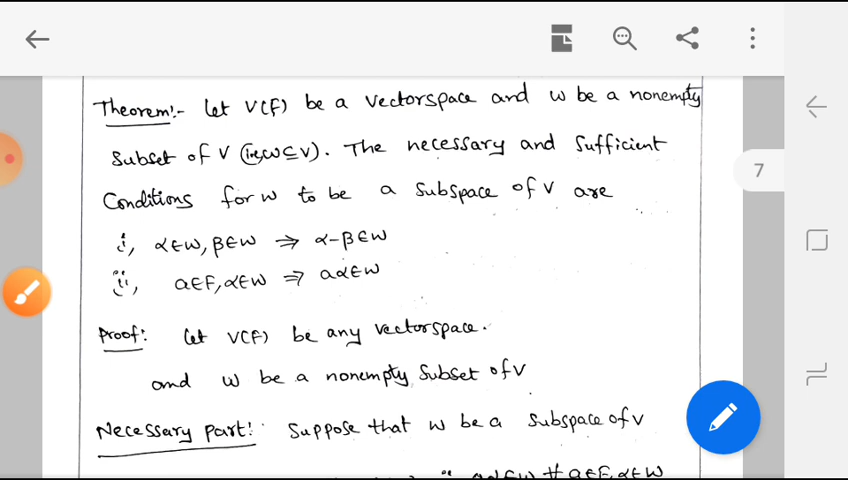 Theorem:- Let V(F) be a vectorspace and W be a nonempty
Subset of V (i.e., W⊆V). The necessary and Sufficient
Conditions for W to be a Subspace of V are
i, α∈W, β∈W ⇒ α-β∈W
ii, a∈F, α∈W ⇒ aα∈W
7
Proof: Let V(F) be any vectorspace.
and W be a nonempty Subset of V
Necessary part: Suppose that W be a Subspace of V
ii aα∈W ∀ a∈F, α∈W